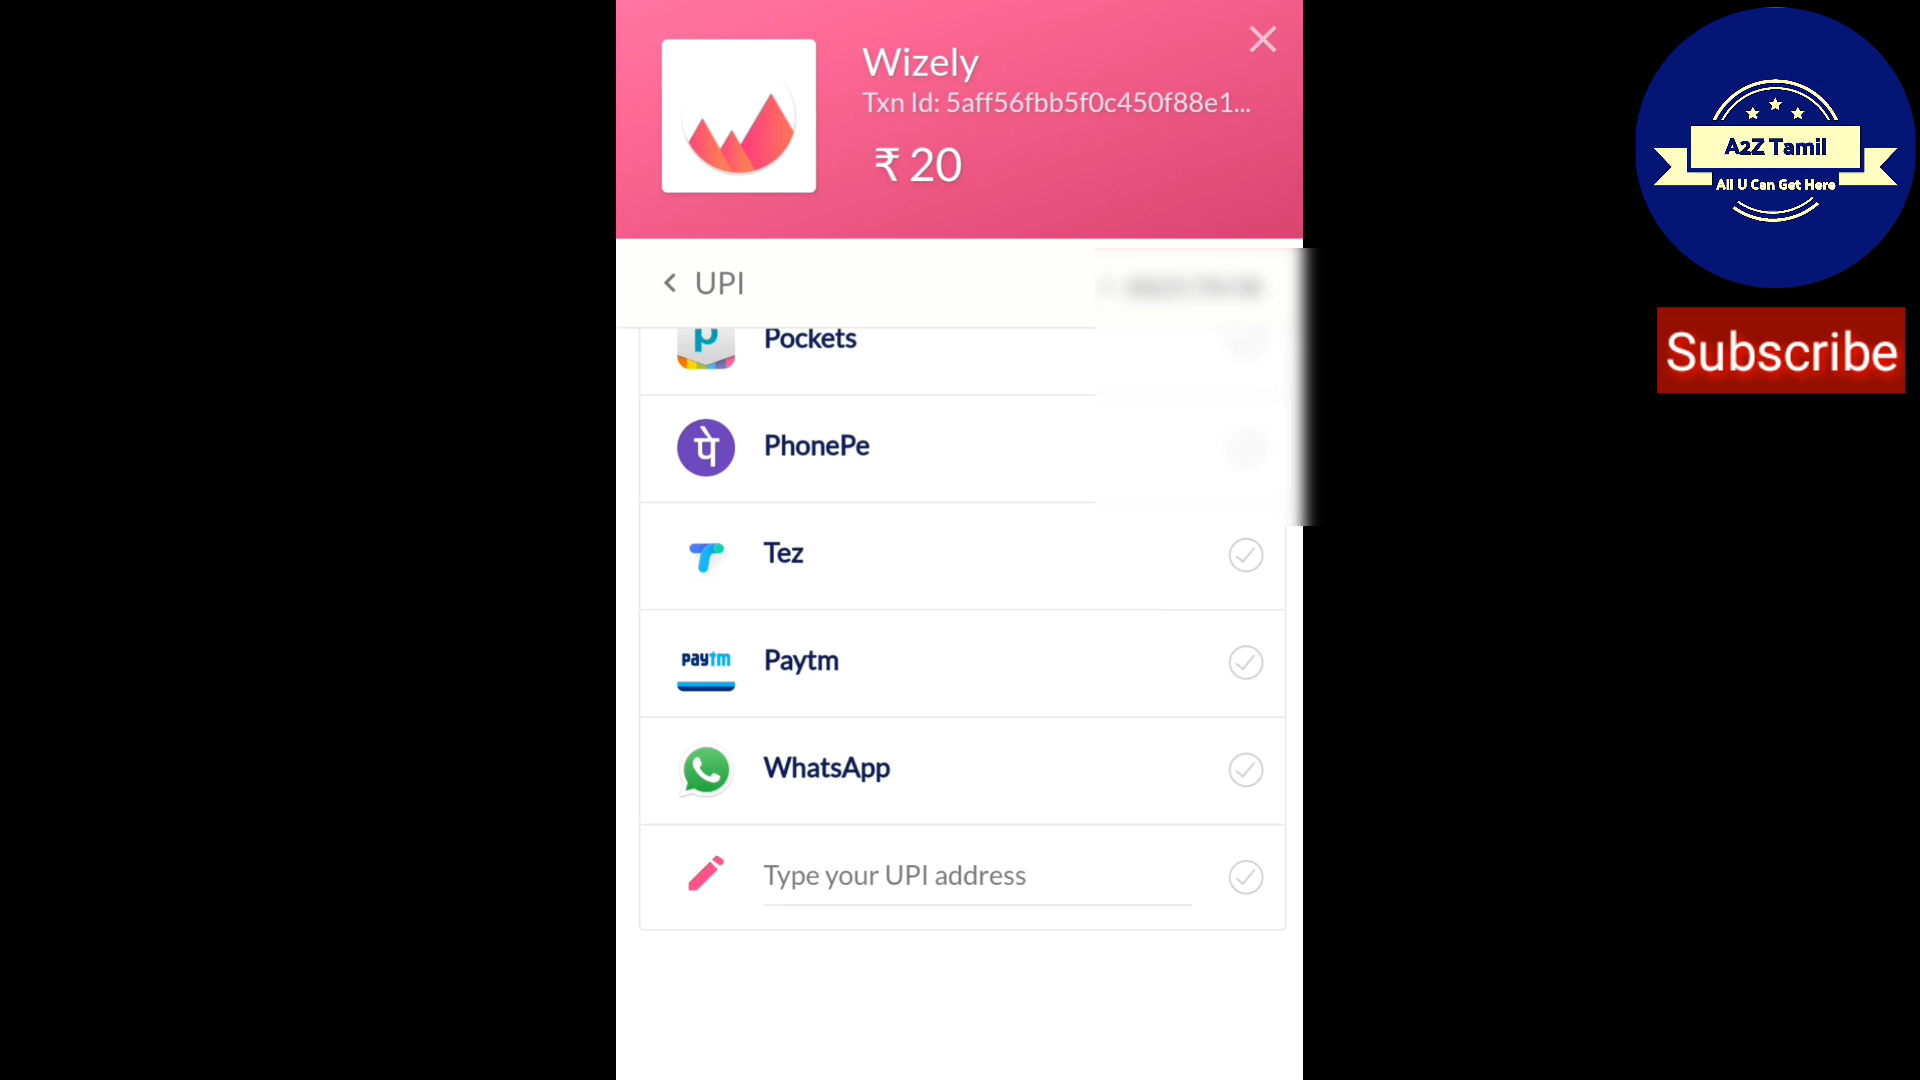 Wizely
Txn Id: 5aff56fbb5f0c450f88e1...
₹ 20
UPI
Pockets
पे
PhonePe
Tez
paytm
Paytm
WhatsApp
Type your UPI address
A2Z Tamil
All U Can Get Here
Subscribe